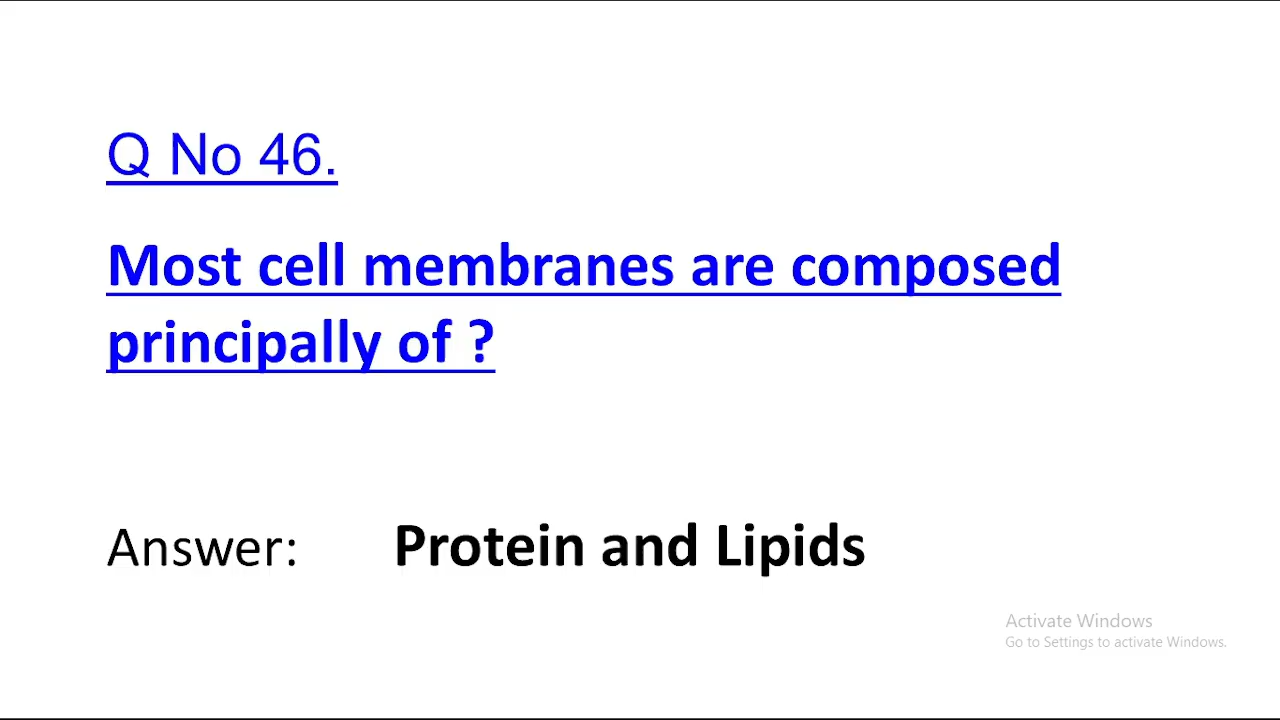 Q No 46.
Most cell membranes are composed
principally of ?
Answer: Protein and Lipids
Activate Windows
Go to Settings to activate Windows.